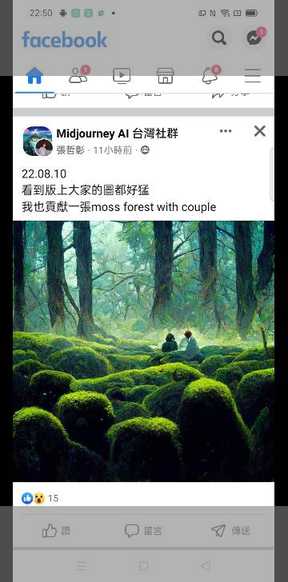 22:50
facebook
Midjourney AI 台灣社群
張哲彰 · 11小時前 ·
22.08.10
看到版上大家的圖都好猛
我也貢獻一張moss forest with couple
15
讚
留言
傳送